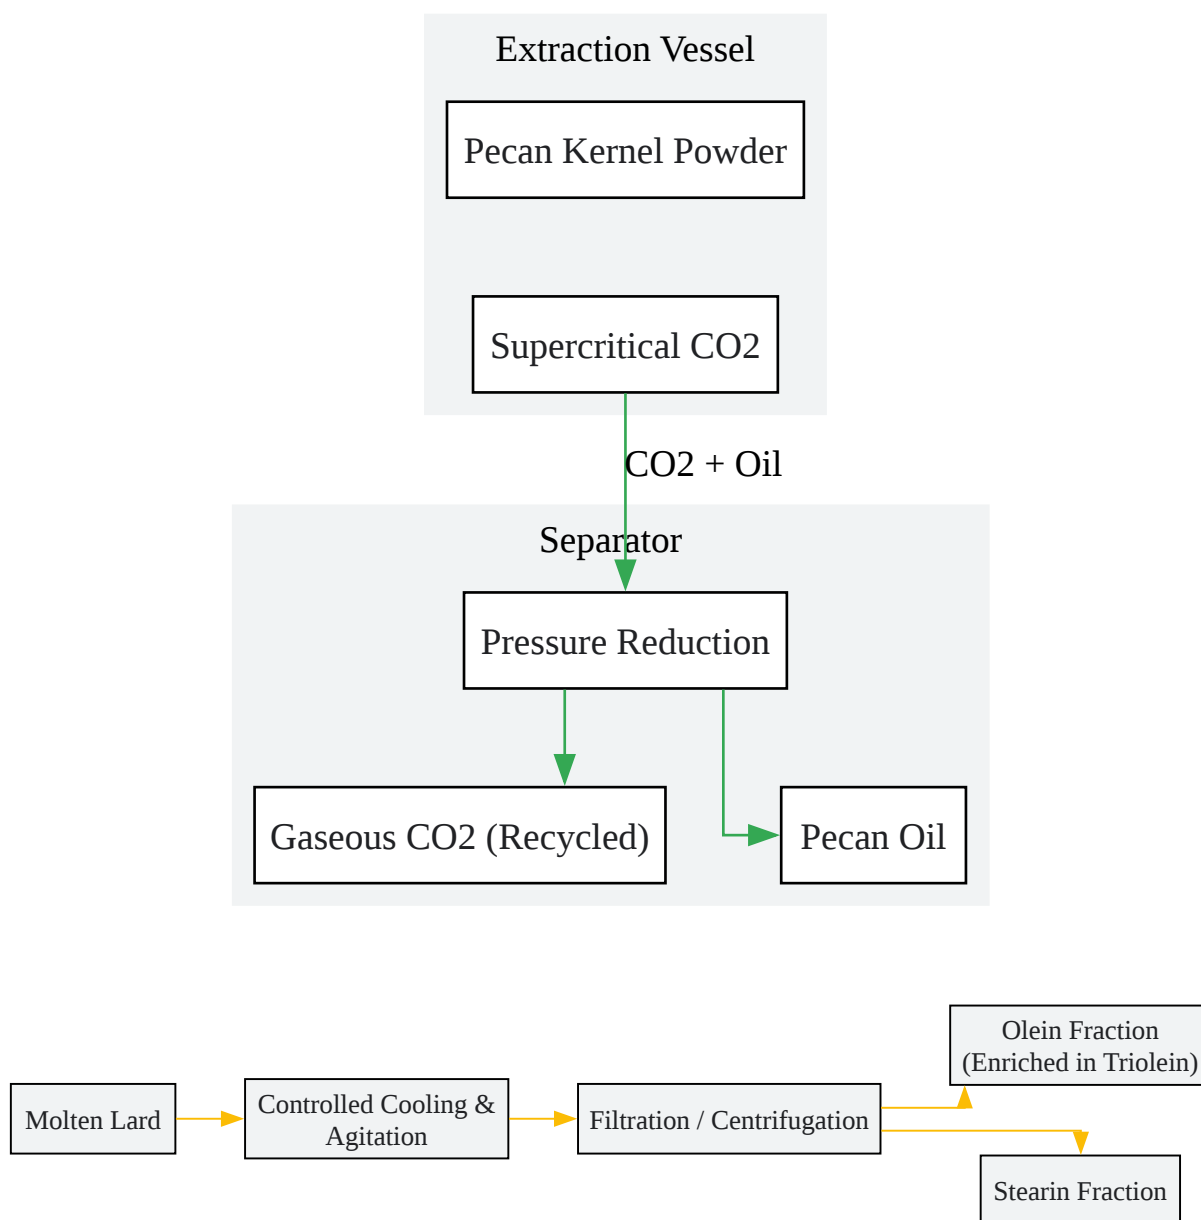 Extraction Vessel
Pecan Kernel Powder
Supercritical CO2
CO2 + Oil
Separator
Pressure Reduction
Gaseous CO2 (Recycled)
Pecan Oil
Molten Lard
Controlled Cooling &
Agitation
Filtration / Centrifugation
Olein Fraction
(Enriched in Triolein)
Stearin Fraction